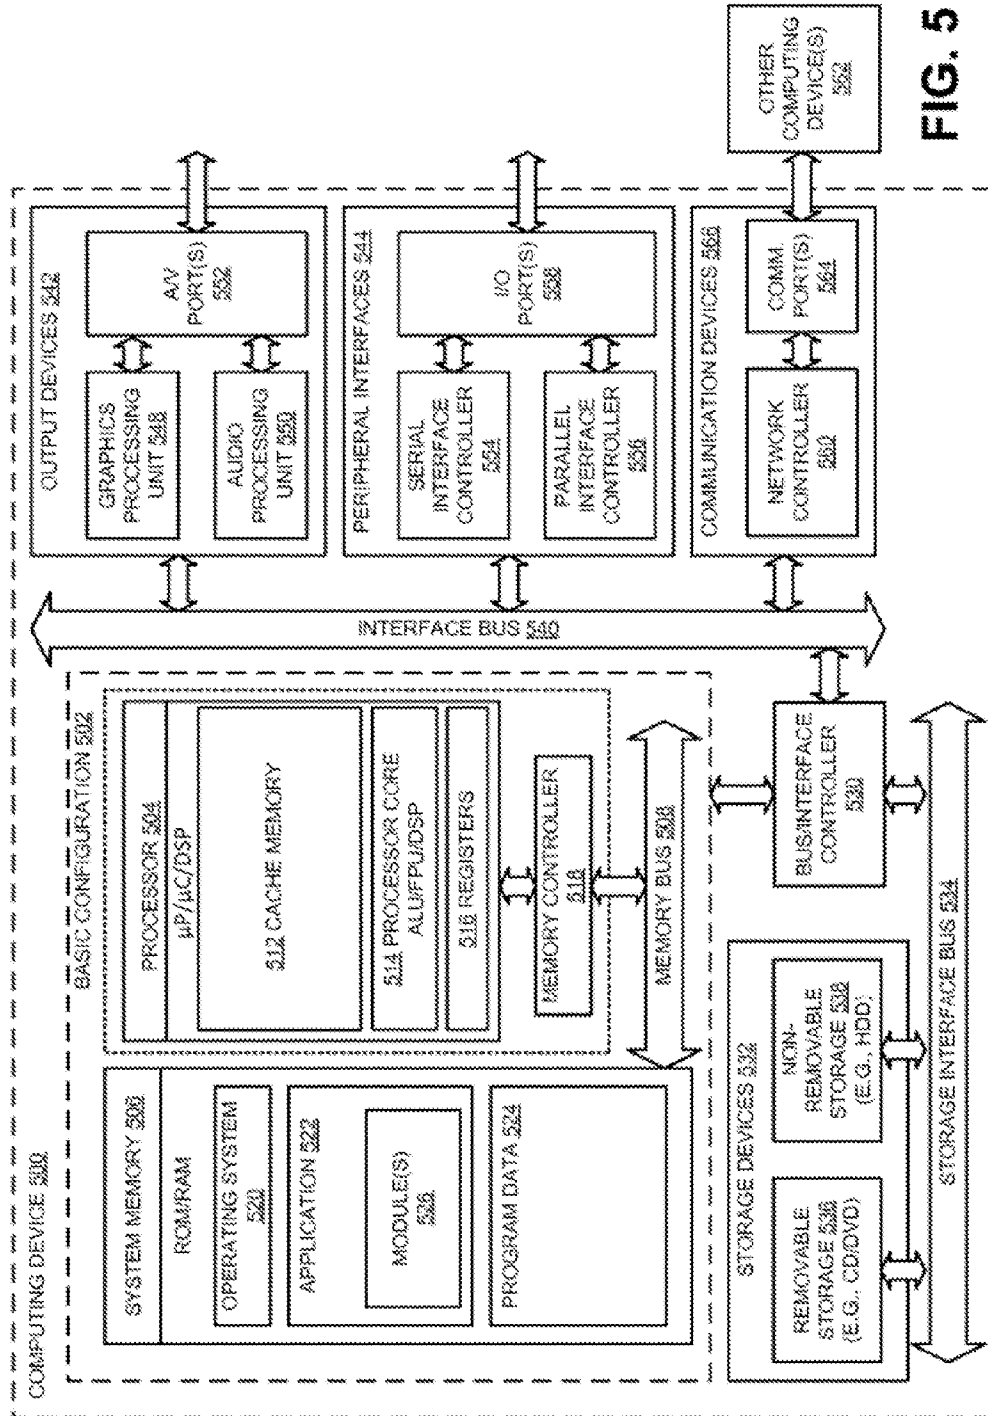 COMPUTING DEVICE 500
BASIC CONFIGURATION 502
SYSTEM MEMORY 506
ROM/RAM
OPERATING SYSTEM
520
APPLICATION 522
MODULE(S)
526
PROGRAM DATA 524
PROCESSOR 504
µP/µC/DSP
512 CACHE MEMORY
514 PROCESSOR CORE
ALU/FPU/DSP
516 REGISTERS
MEMORY CONTROLLER
518
MEMORY BUS 508
STORAGE DEVICES 532
REMOVABLE
STORAGE 536
(E.G., CD/DVD)
NON-
REMOVABLE
STORAGE 538
(E.G., HDD)
STORAGE INTERFACE BUS 534
BUS/INTERFACE
CONTROLLER
530
INTERFACE BUS 540
OUTPUT DEVICES 542
GRAPHICS
PROCESSING
UNIT 548
AUDIO
PROCESSING
UNIT 550
A/V
PORT(S)
552
PERIPHERAL INTERFACES 544
SERIAL
INTERFACE
CONTROLLER
554
PARALLEL
INTERFACE
CONTROLLER
556
I/O
PORT(S)
558
COMMUNICATION DEVICES 566
NETWORK
CONTROLLER
560
COMM.
PORT(S)
564
OTHER
COMPUTING
DEVICE(S)
562
FIG. 5